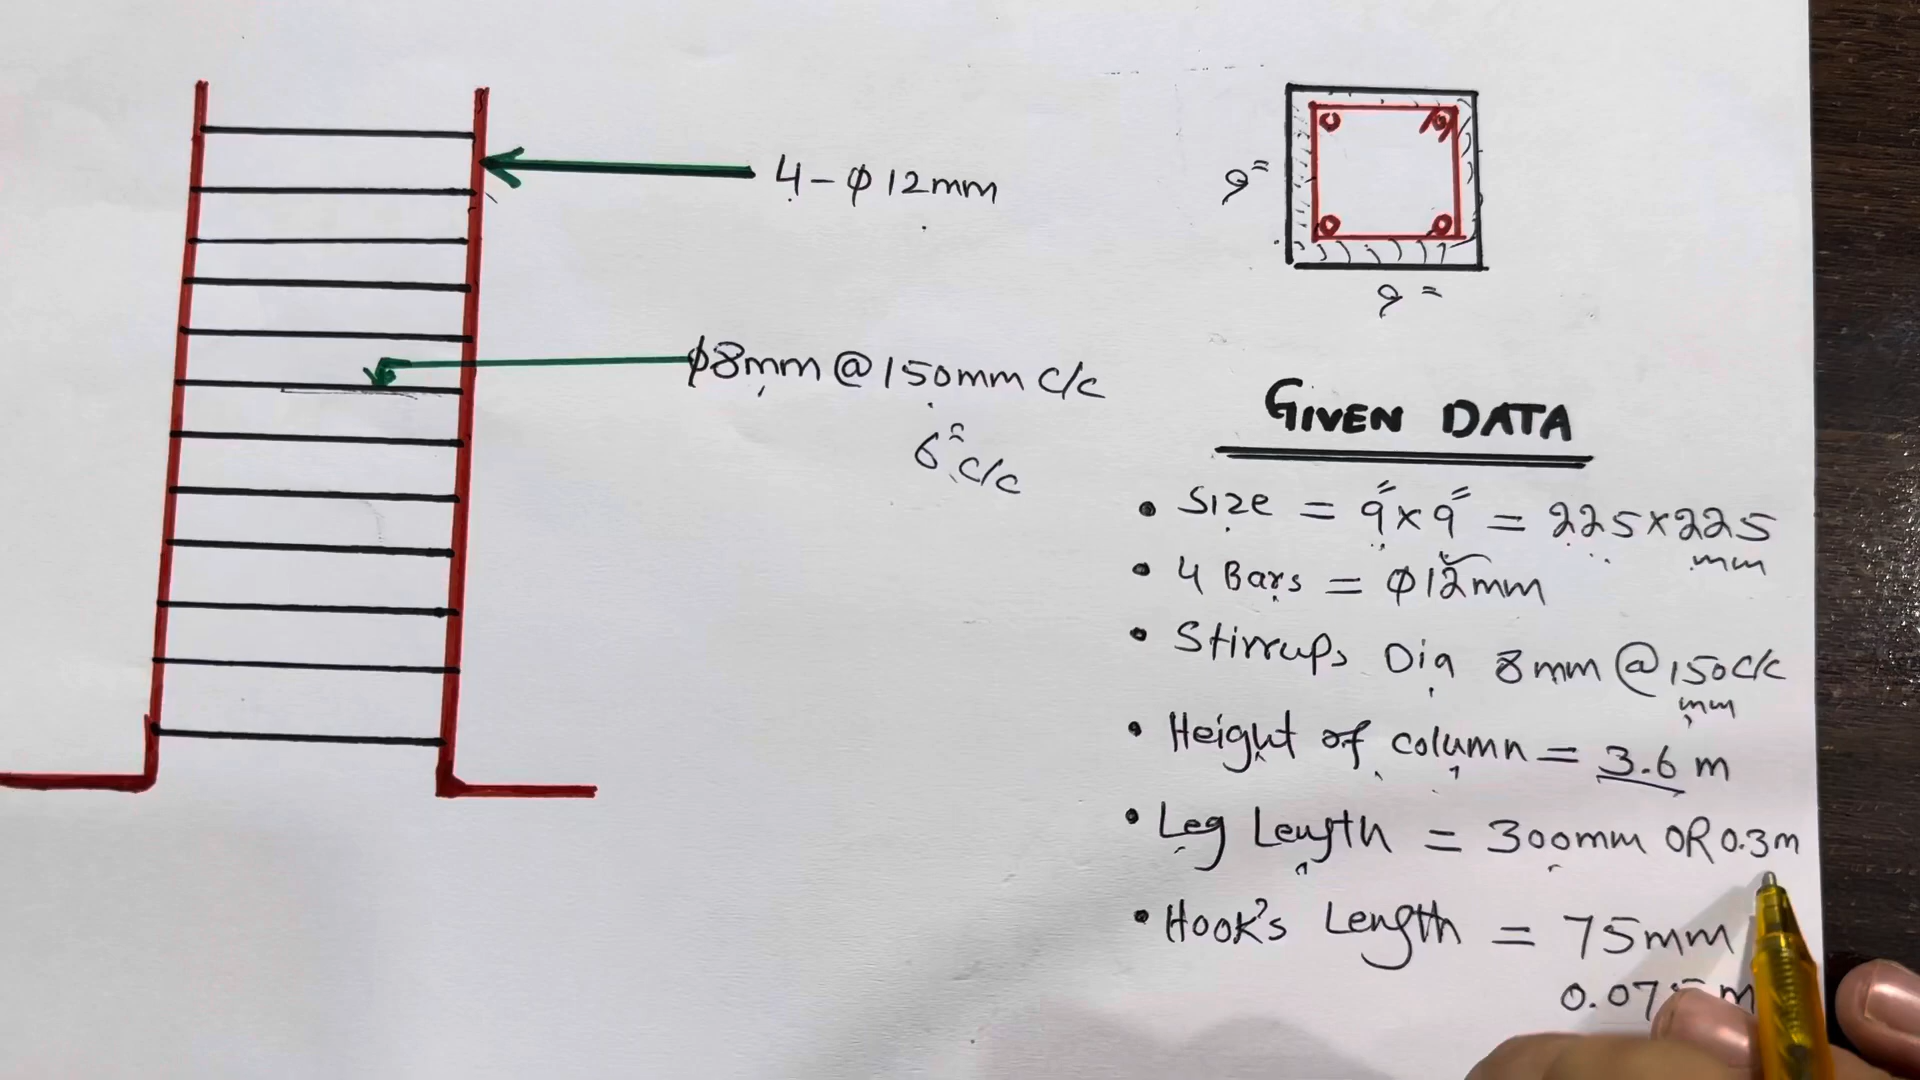 4-ϕ12mm
9"
9"
ϕ8mm@150mm c/c
6" c/c
GIVEN DATA
• Size = 9"x9" = 225x225 mm
• 4 Bars = ϕ12mm
• Stirrups Dia 8mm@150c/c mm
• Height of column = 3.6 m
• Leg Length = 300mm OR 0.3m
• Hook's Length = 75mm